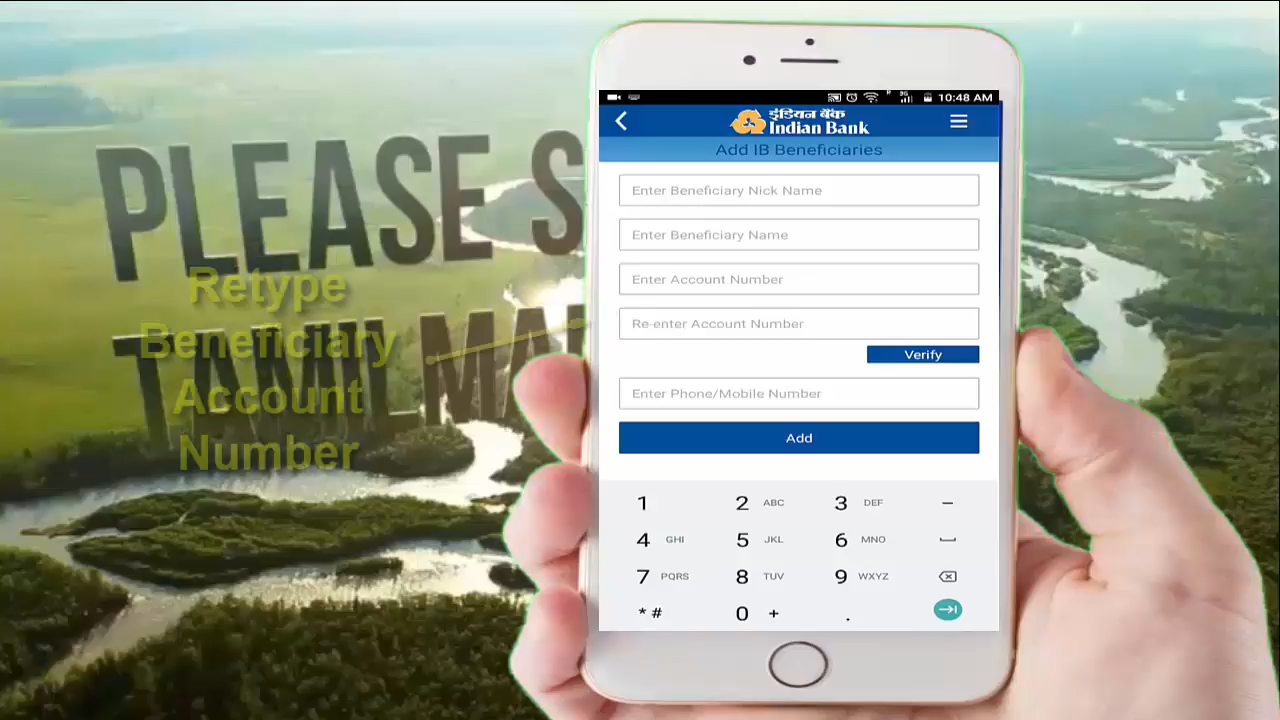 PLEASE S
TAMIL MA
Retype
Beneficiary
Account
Number
10:48 AM
इंडियन बैंक
Indian Bank
Add IB Beneficiaries
Enter Beneficiary Nick Name
Enter Beneficiary Name
Enter Account Number
Re-enter Account Number
Verify
Enter Phone/Mobile Number
Add
1 2 ABC 3 DEF –
4 GHI 5 JKL 6 MNO
7 PQRS 8 TUV 9 WXYZ
* # 0 + .